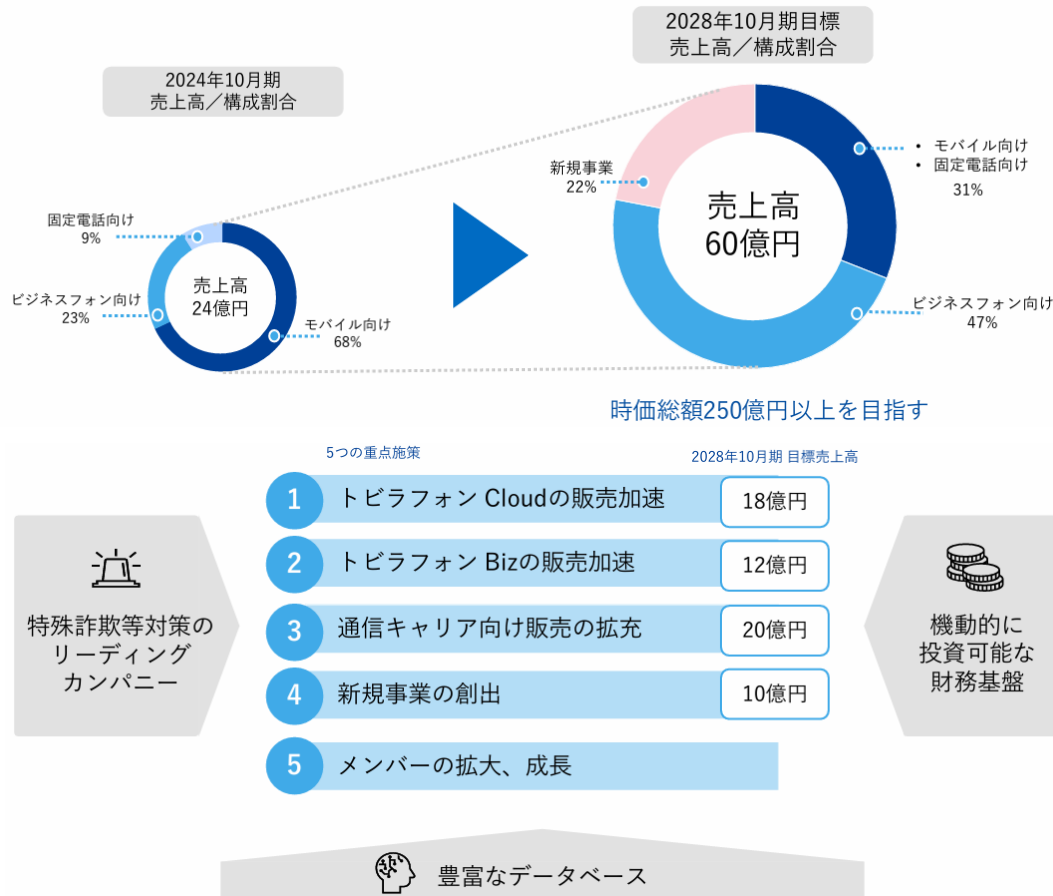 2024年10月期
売上高／構成割合
2028年10月期目標
売上高／構成割合
固定電話向け
9%
ビジネスフォン向け
23%
売上高
24億円
モバイル向け
68%
新規事業
22%
売上高
60億円
• モバイル向け
• 固定電話向け
31%
ビジネスフォン向け
47%
時価総額250億円以上を目指す
5つの重点施策
2028年10月期 目標売上高
1 トビラフォン Cloudの販売加速 18億円
2 トビラフォン Bizの販売加速 12億円
3 通信キャリア向け販売の拡充 20億円
4 新規事業の創出 10億円
5 メンバーの拡大、成長
特殊詐欺等対策の
リーディング
カンパニー
機動的に
投資可能な
財務基盤
豊富なデータベース